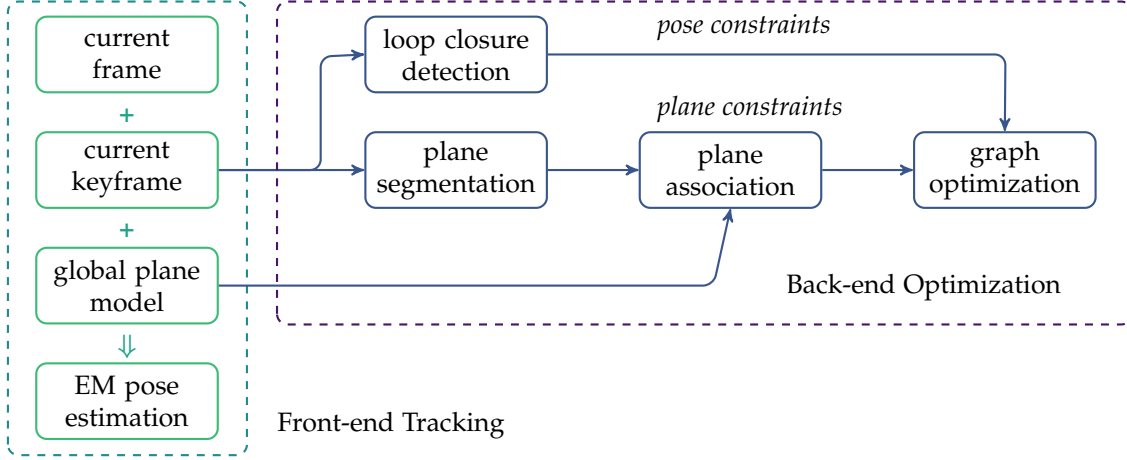 current
frame
+
current
keyframe
+
global plane
model
⇓
EM pose
estimation
Front-end Tracking
loop closure
detection
pose constraints
plane
segmentation
plane constraints
plane
association
graph
optimization
Back-end Optimization